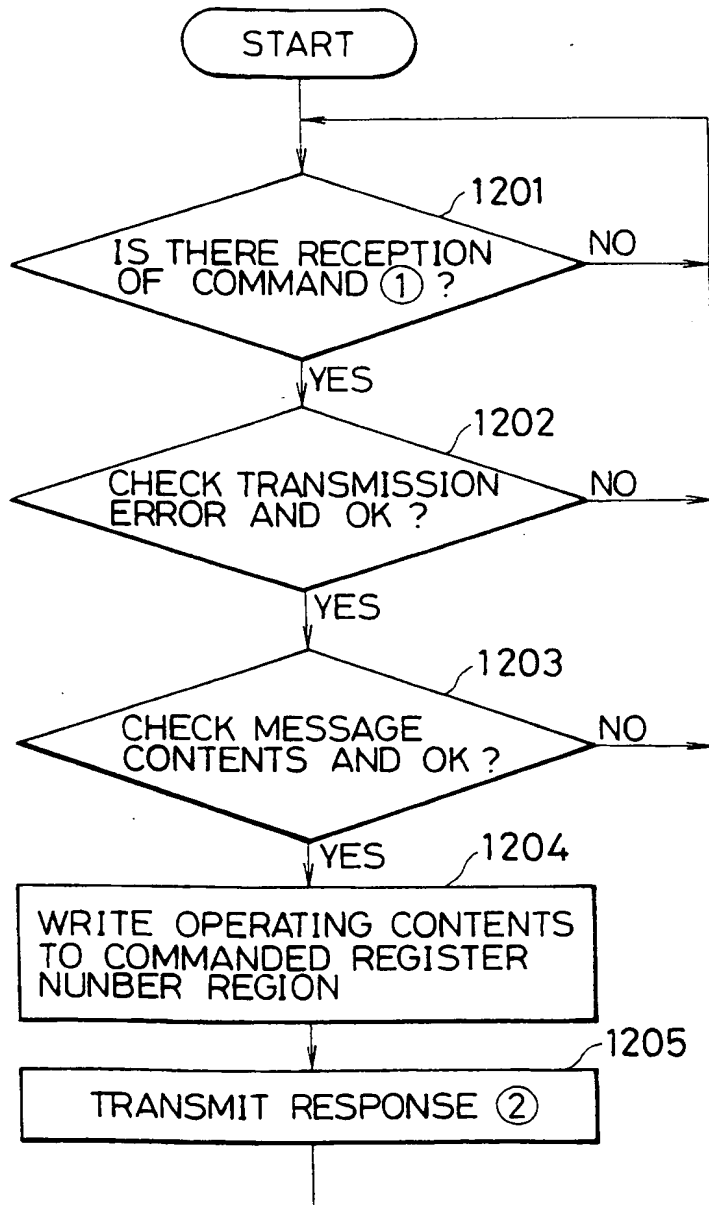 START
1201
IS THERE RECEPTION
OF COMMAND ① ?
NO
YES
1202
CHECK TRANSMISSION
ERROR AND OK ?
NO
YES
1203
CHECK MESSAGE
CONTENTS AND OK ?
NO
YES
1204
WRITE OPERATING CONTENTS
TO COMMANDED REGISTER
NUNBER REGION
1205
TRANSMIT RESPONSE ②